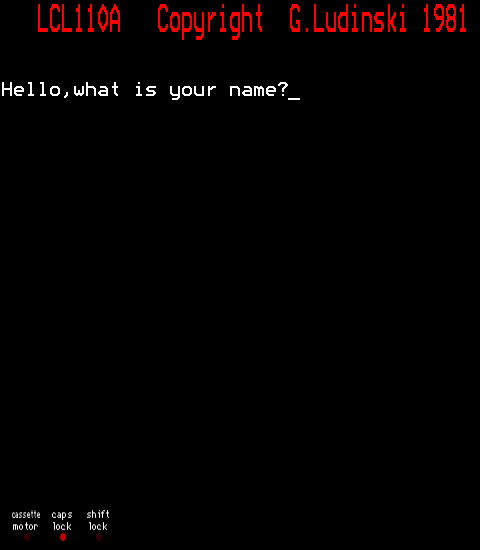 LCL110A Copyright G.Ludinski 1981
Hello,what is your name?_
cassette motor
caps lock
shift lock